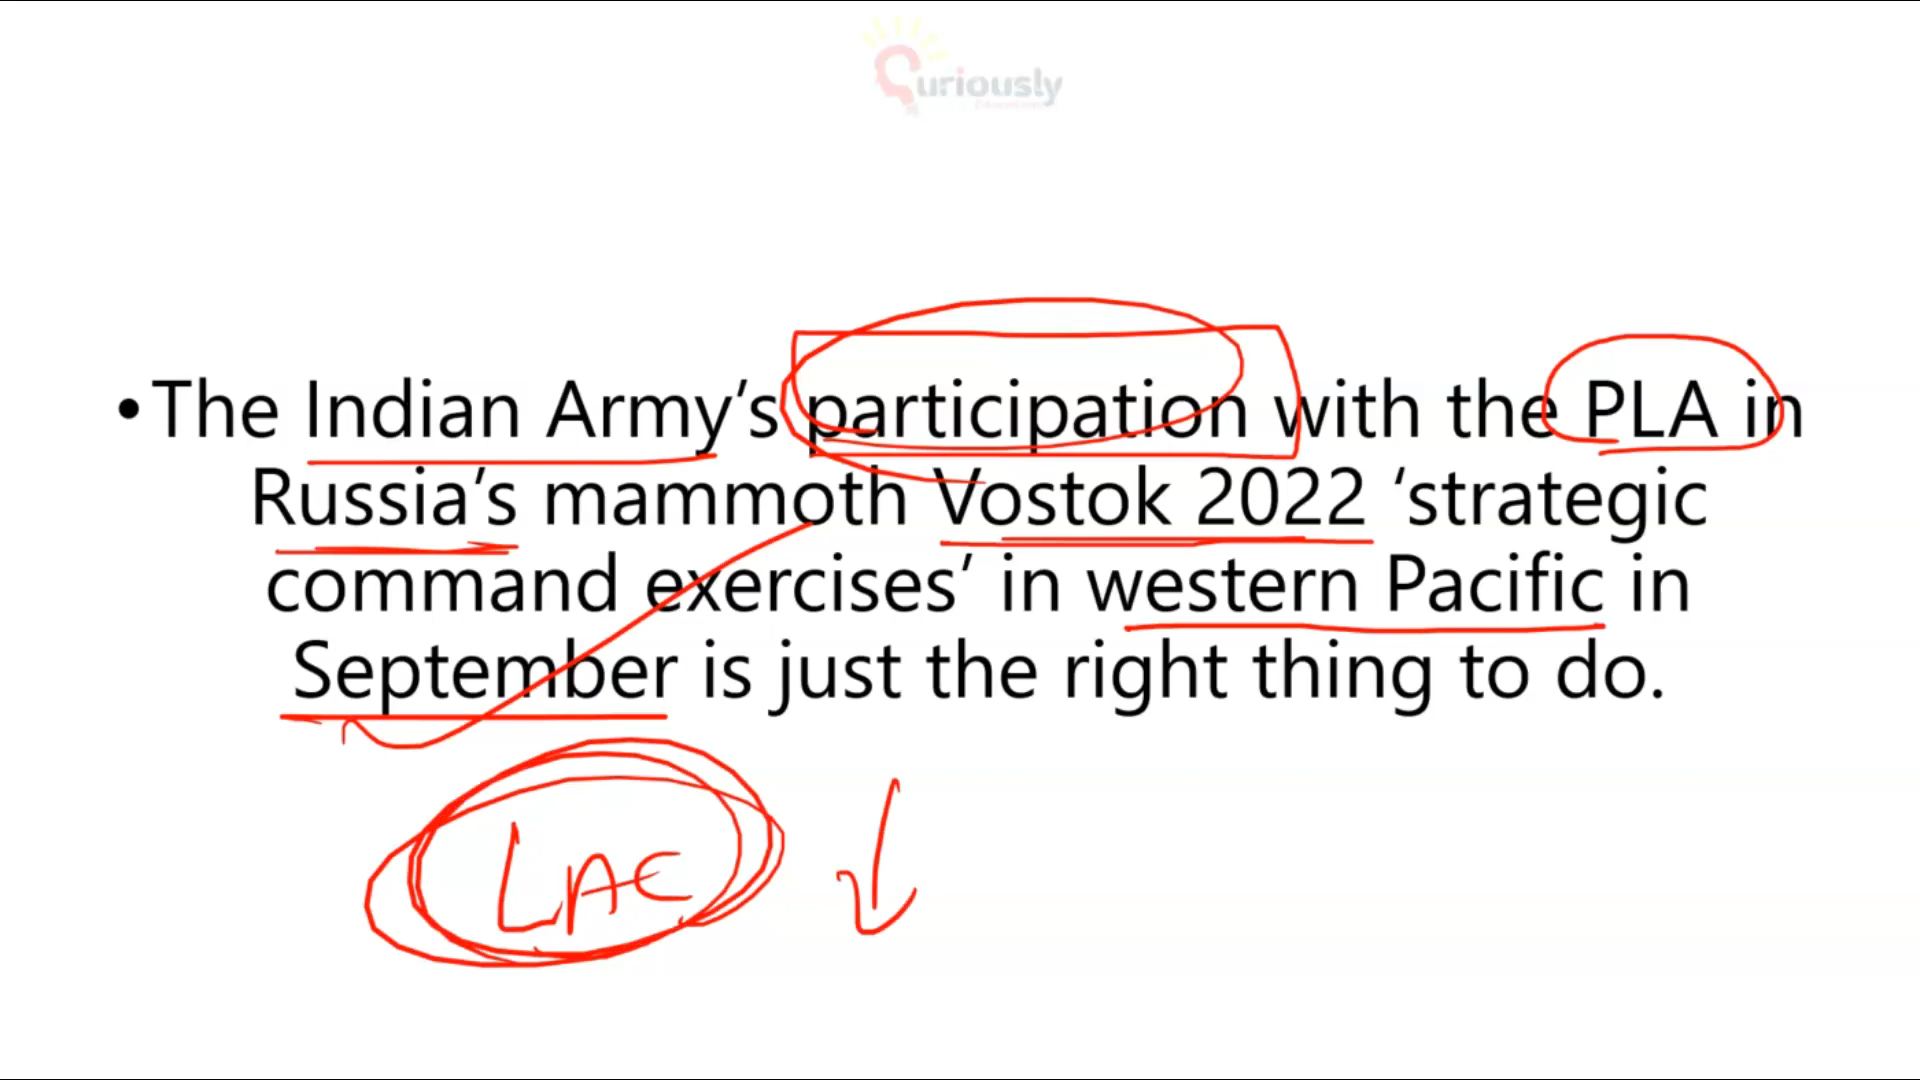 Curiously
•The Indian Army’s participation with the PLA in
Russia’s mammoth Vostok 2022 ‘strategic
command exercises’ in western Pacific in
September is just the right thing to do.
LAC